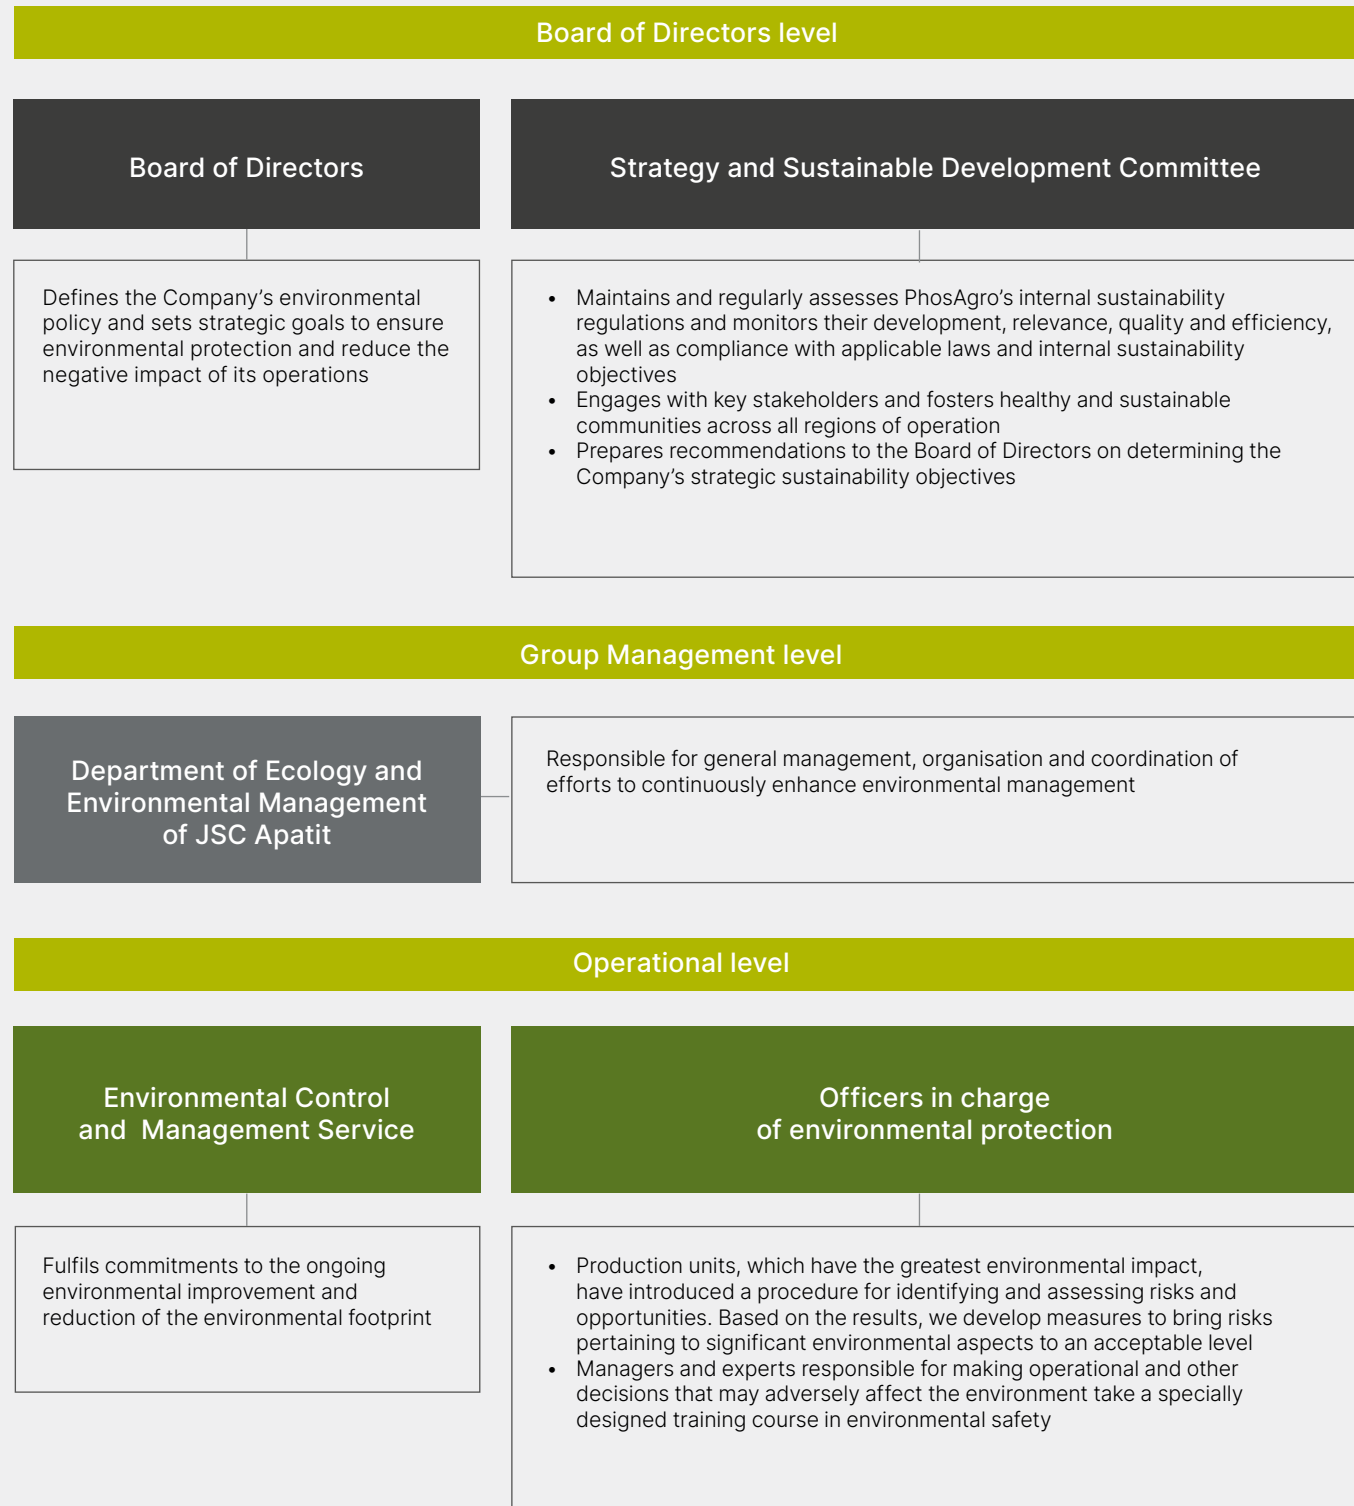 Board of Directors level
Board of Directors
Defines the Company’s environmental
policy and sets strategic goals to ensure
environmental protection and reduce the
negative impact of its operations
Strategy and Sustainable Development Committee
• Maintains and regularly assesses PhosAgro’s internal sustainability
regulations and monitors their development, relevance, quality and efficiency,
as well as compliance with applicable laws and internal sustainability
objectives
• Engages with key stakeholders and fosters healthy and sustainable
communities across all regions of operation
• Prepares recommendations to the Board of Directors on determining the
Company’s strategic sustainability objectives
Group Management level
Department of Ecology and
Environmental Management
of JSC Apatit
Responsible for general management, organisation and coordination of
efforts to continuously enhance environmental management
Operational level
Environmental Control
and Management Service
Fulfils commitments to the ongoing
environmental improvement and
reduction of the environmental footprint
Officers in charge
of environmental protection
• Production units, which have the greatest environmental impact,
have introduced a procedure for identifying and assessing risks and
opportunities. Based on the results, we develop measures to bring risks
pertaining to significant environmental aspects to an acceptable level
• Managers and experts responsible for making operational and other
decisions that may adversely affect the environment take a specially
designed training course in environmental safety